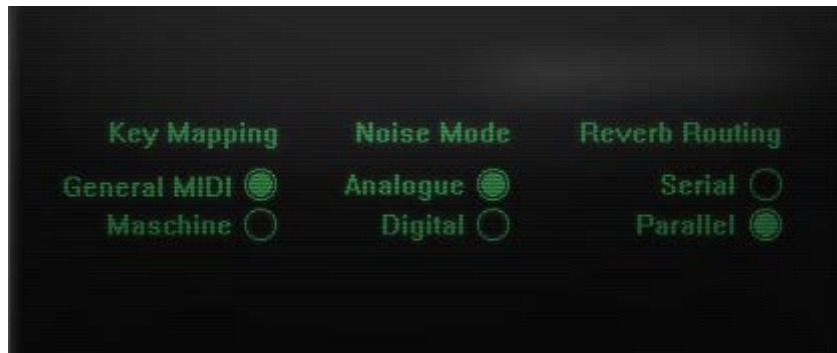 Key Mapping Noise Mode Reverb Routing
General MIDI Analogue Serial
Maschine Digital Parallel